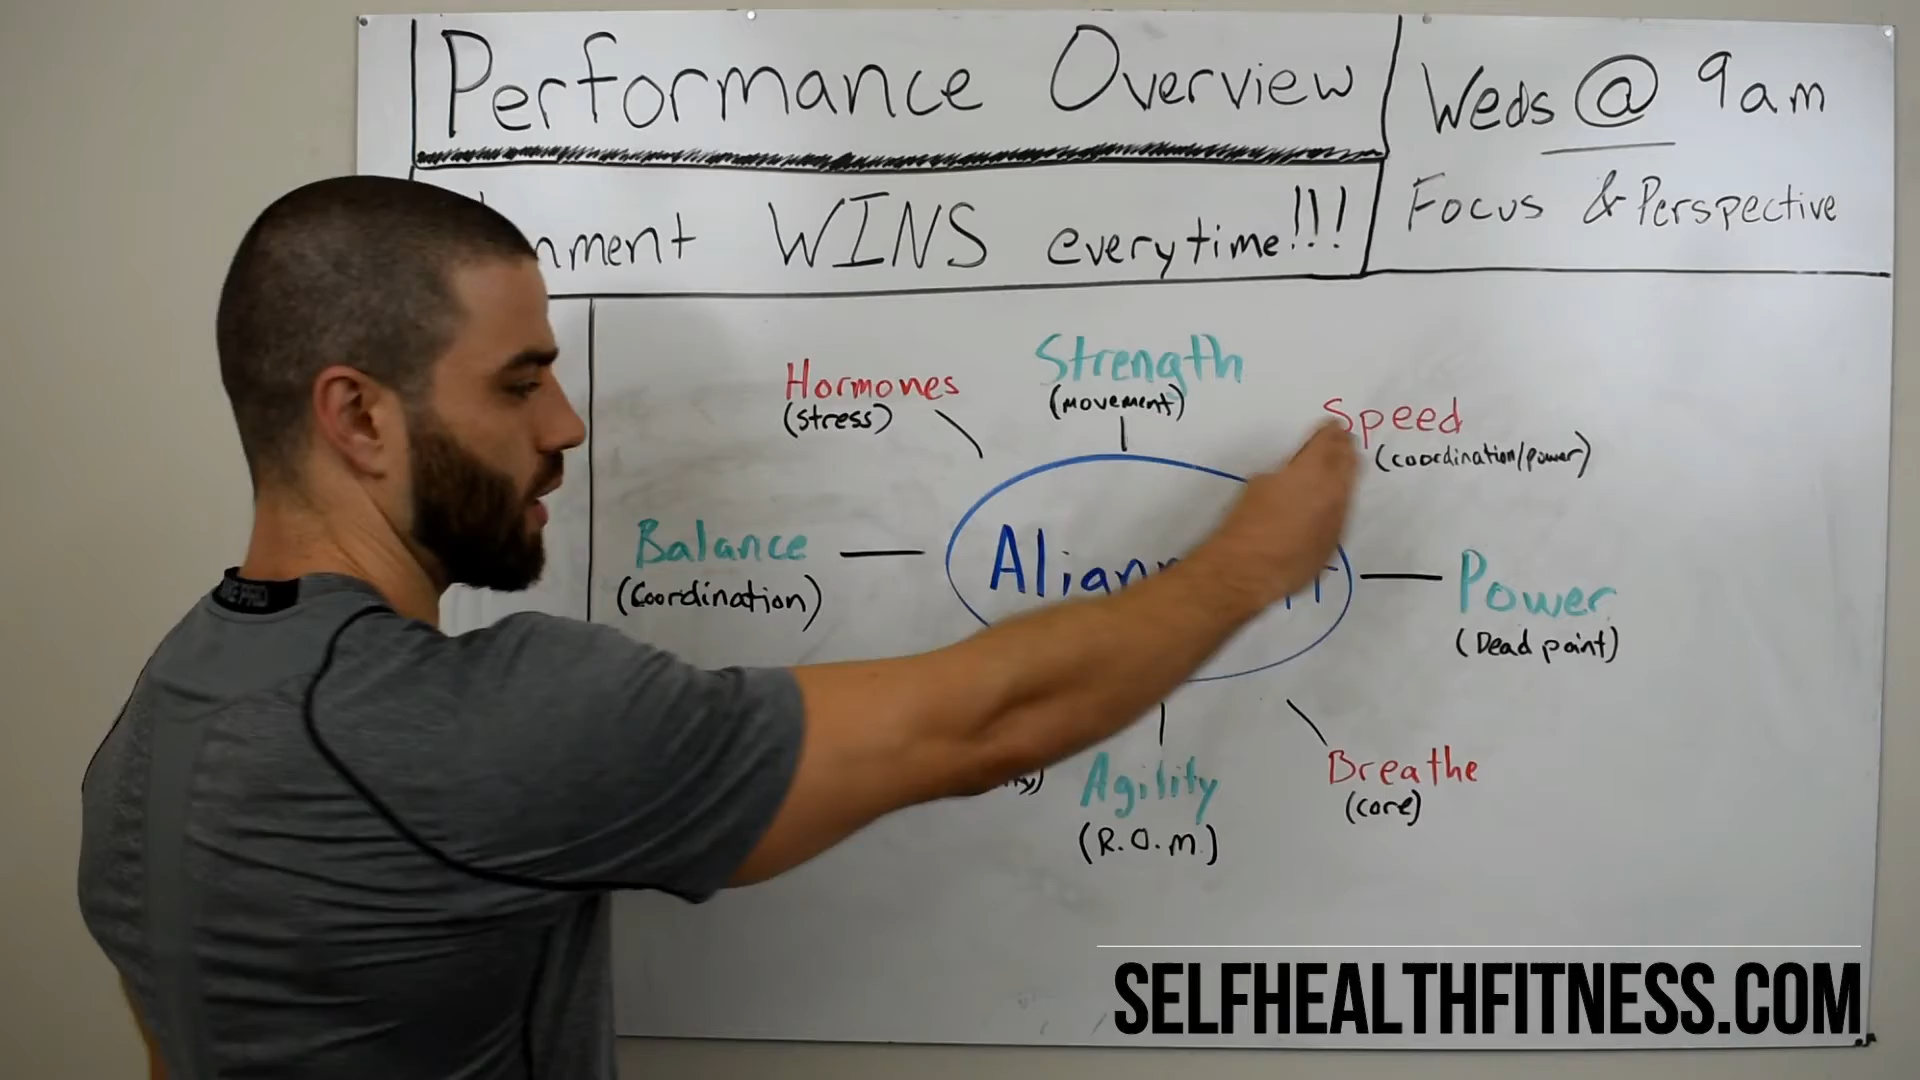 Performance Overview
Weds @ 9am
WINS everytime!!!
Focus & Perspective
Hormones
(stress)
Strength
(movement)
Speed
(coordination/power)
Balance
(Coordination)
Power
(Dead point)
Agility
(R.O.M.)
Breathe
(core)
SELFHEALTHFITNESS.COM